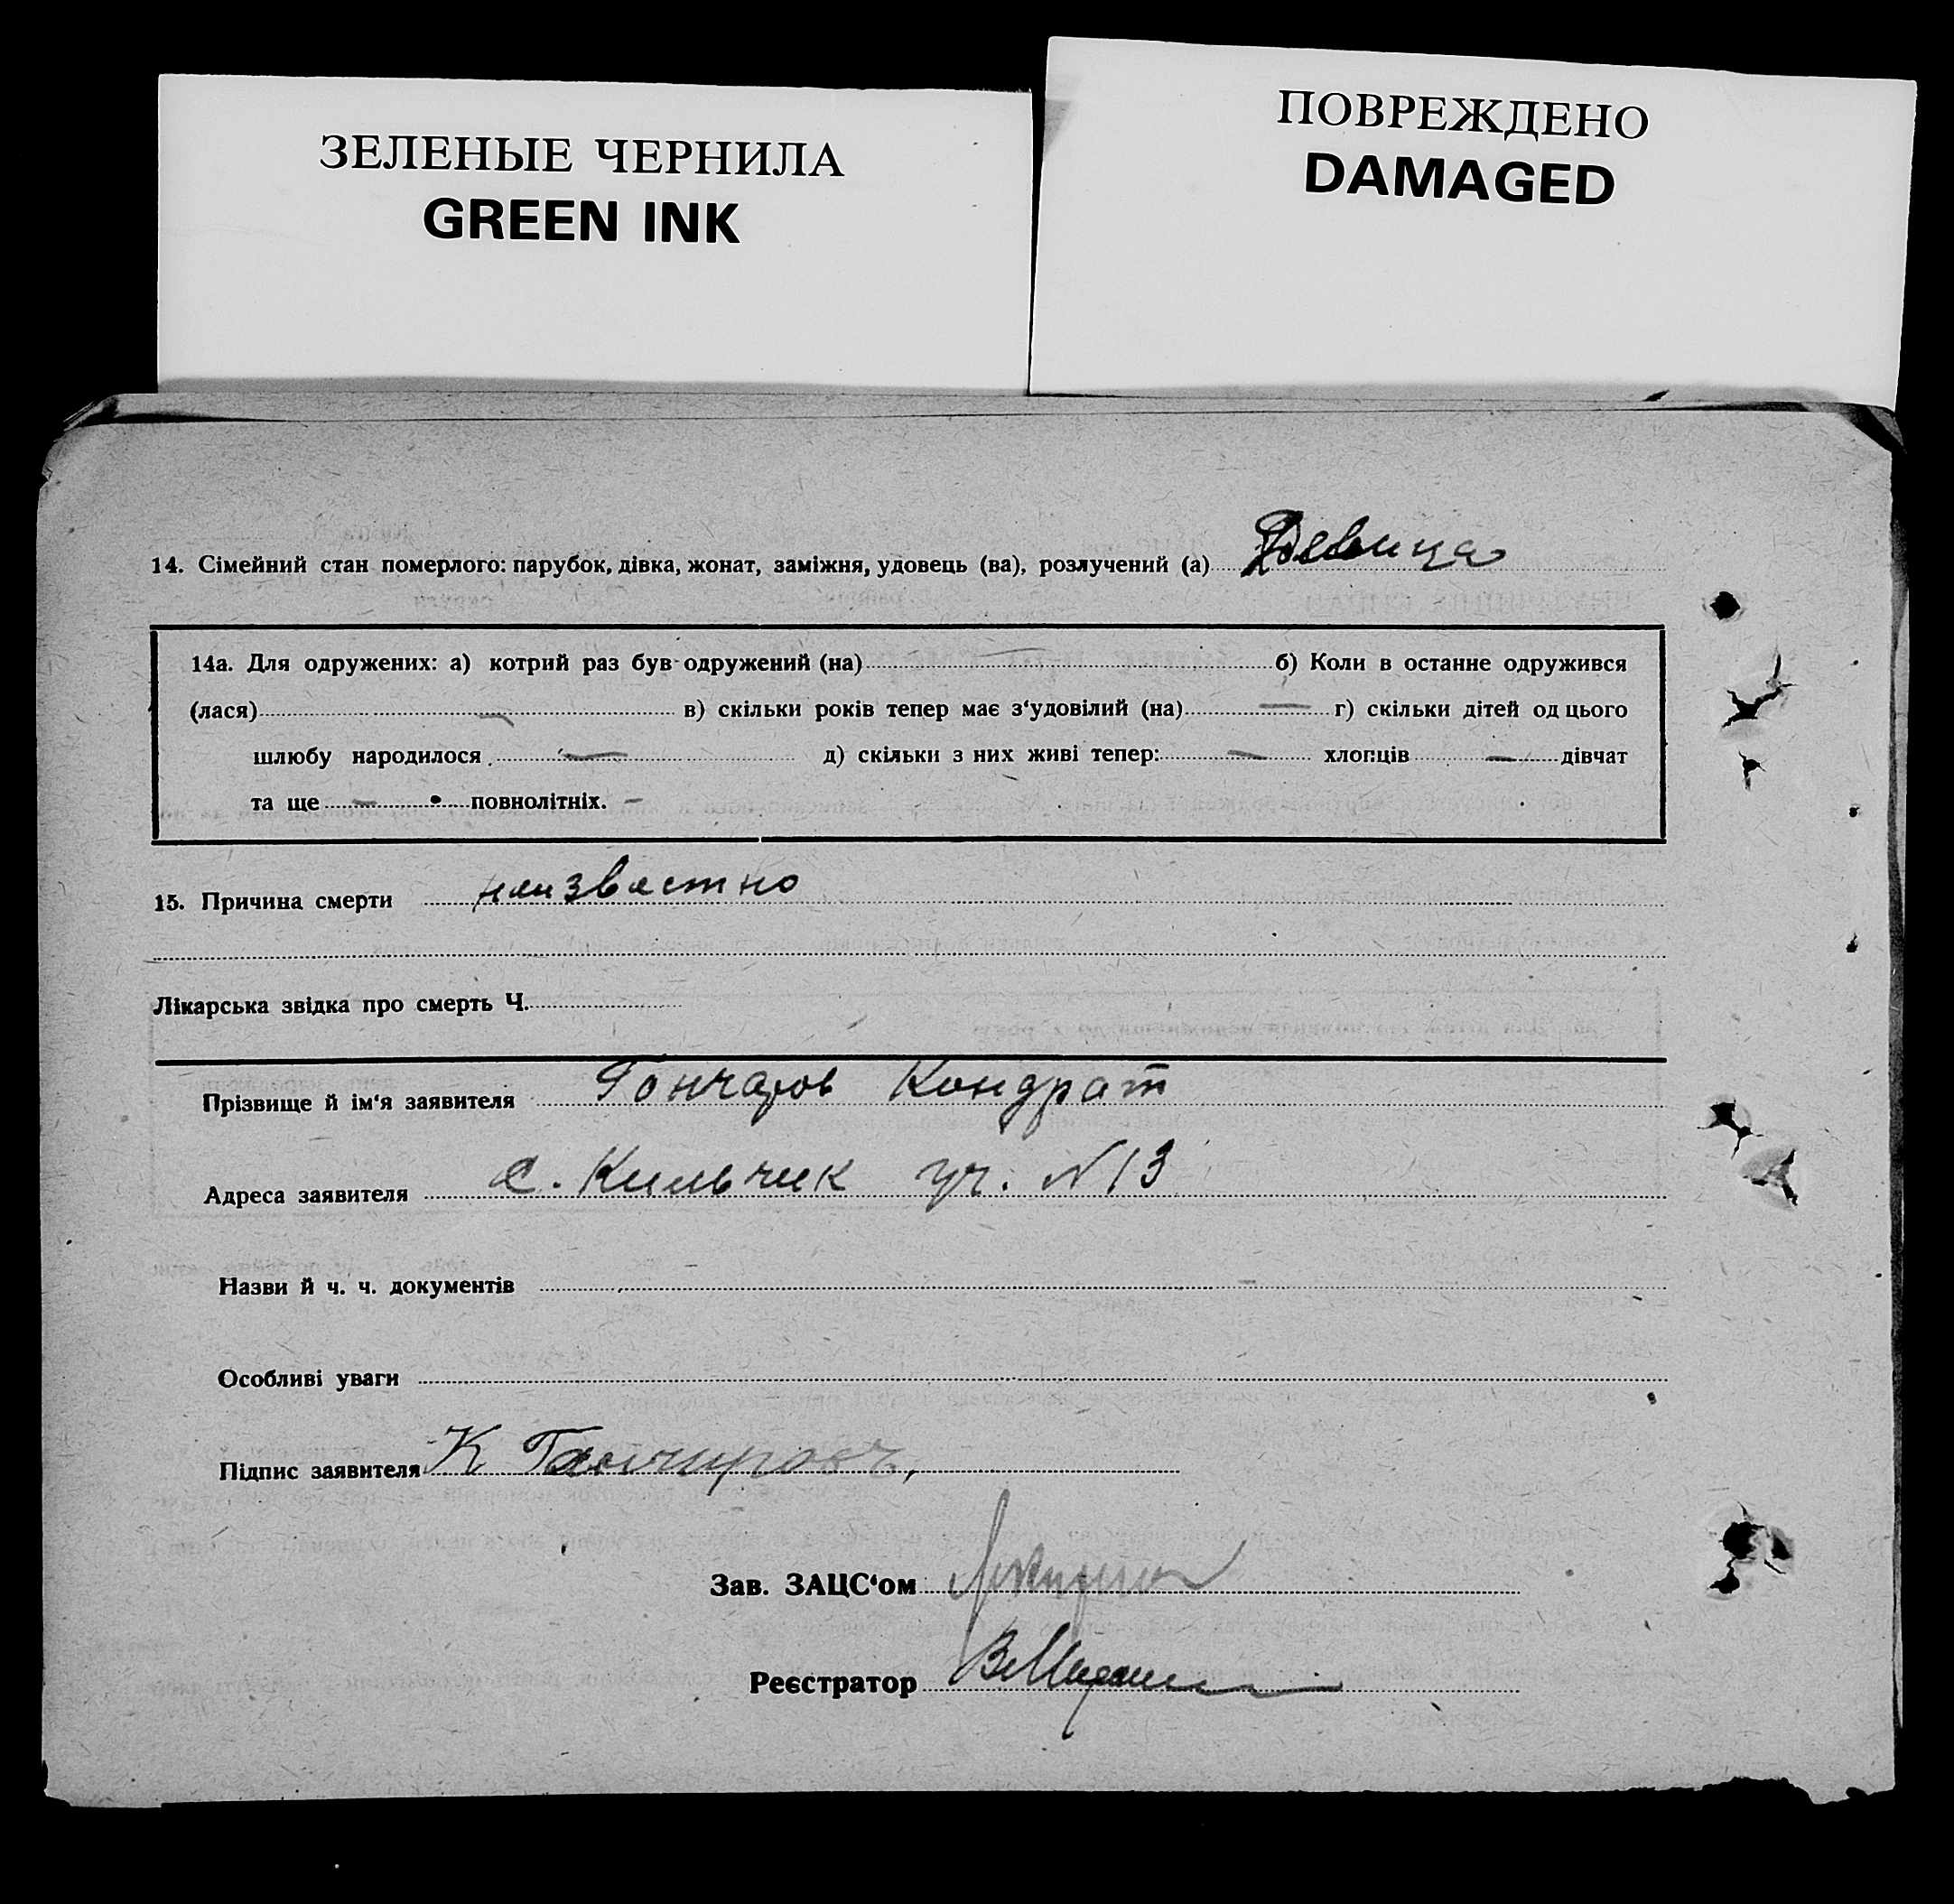 ЗЕЛЕНЫЕ ЧЕРНИЛА
GREEN INK
ПОВРЕЖДЕНО
DAMAGED
14. Сімейний стан померлого: парубок, дівка, жонат, заміжня, удовець (ва), розлучений (а) Девица
14а. Для одружених: а) котрий раз був одружений (на) б) Коли в останне одружився
(лася) в) скільки років тепер має з‘удовілий (на) — г) скільки дітей од цього
шлюбу народилося — д) скільки з них живі тепер: — хлопців — дівчат
та ще — повнолітніх. —
15. Причина смерти неизвестно
Лікарська звідка про смерть Ч.
Прізвище й ім‘я заявителя Гончаров Кондрат
Адреса заявителя с. Кильчик уч. N 13
Назви й ч. ч. документів
Особливі уваги
Підпис заявителя К Гончаровъ
Зав. ЗАЦС‘ом
Реєстратор